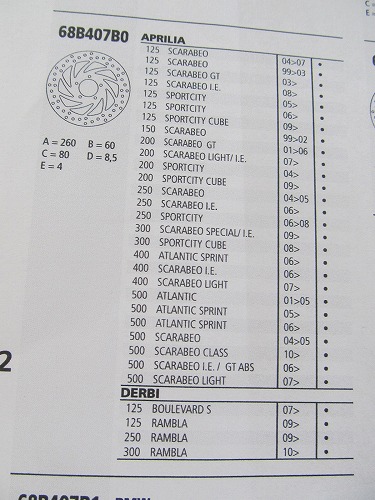 68B407B0 APRILIA
125 SCARABEO 04>07 •
125 SCARABEO 99>03 •
125 SCARABEO GT 03> •
125 SCARABEO I.E. 08> •
125 SPORTCITY 05> •
125 SPORTCITY 06> •
125 SPORTCITY CUBE 09> •
150 SCARABEO 99>02 •
200 SCARABEO GT 01>06 •
200 SCARABEO LIGHT/ I.E. 07> •
200 SPORTCITY 04> •
200 SPORTCITY CUBE 09> •
250 SCARABEO 04>05 •
250 SCARABEO I.E. 06> •
250 SPORTCITY 06>08 •
300 SCARABEO SPECIAL/ I.E. 09> •
300 SPORTCITY CUBE 08> •
400 ATLANTIC SPRINT 06> •
400 SCARABEO I.E. 06> •
400 SCARABEO LIGHT 07> •
500 ATLANTIC 01>05 •
500 ATLANTIC SPRINT 05> •
500 ATLANTIC SPRINT 06> •
500 SCARABEO 04>05 •
500 SCARABEO CLASS 10> •
500 SCARABEO I.E. / GT ABS 06> •
500 SCARABEO LIGHT 07> •
A = 260 B = 60
C = 80 D = 8,5
E = 4
DERBI
125 BOULEVARD S 07> •
125 RAMBLA 09> •
250 RAMBLA 09> •
300 RAMBLA 10> •
2
68B407B1 BMW